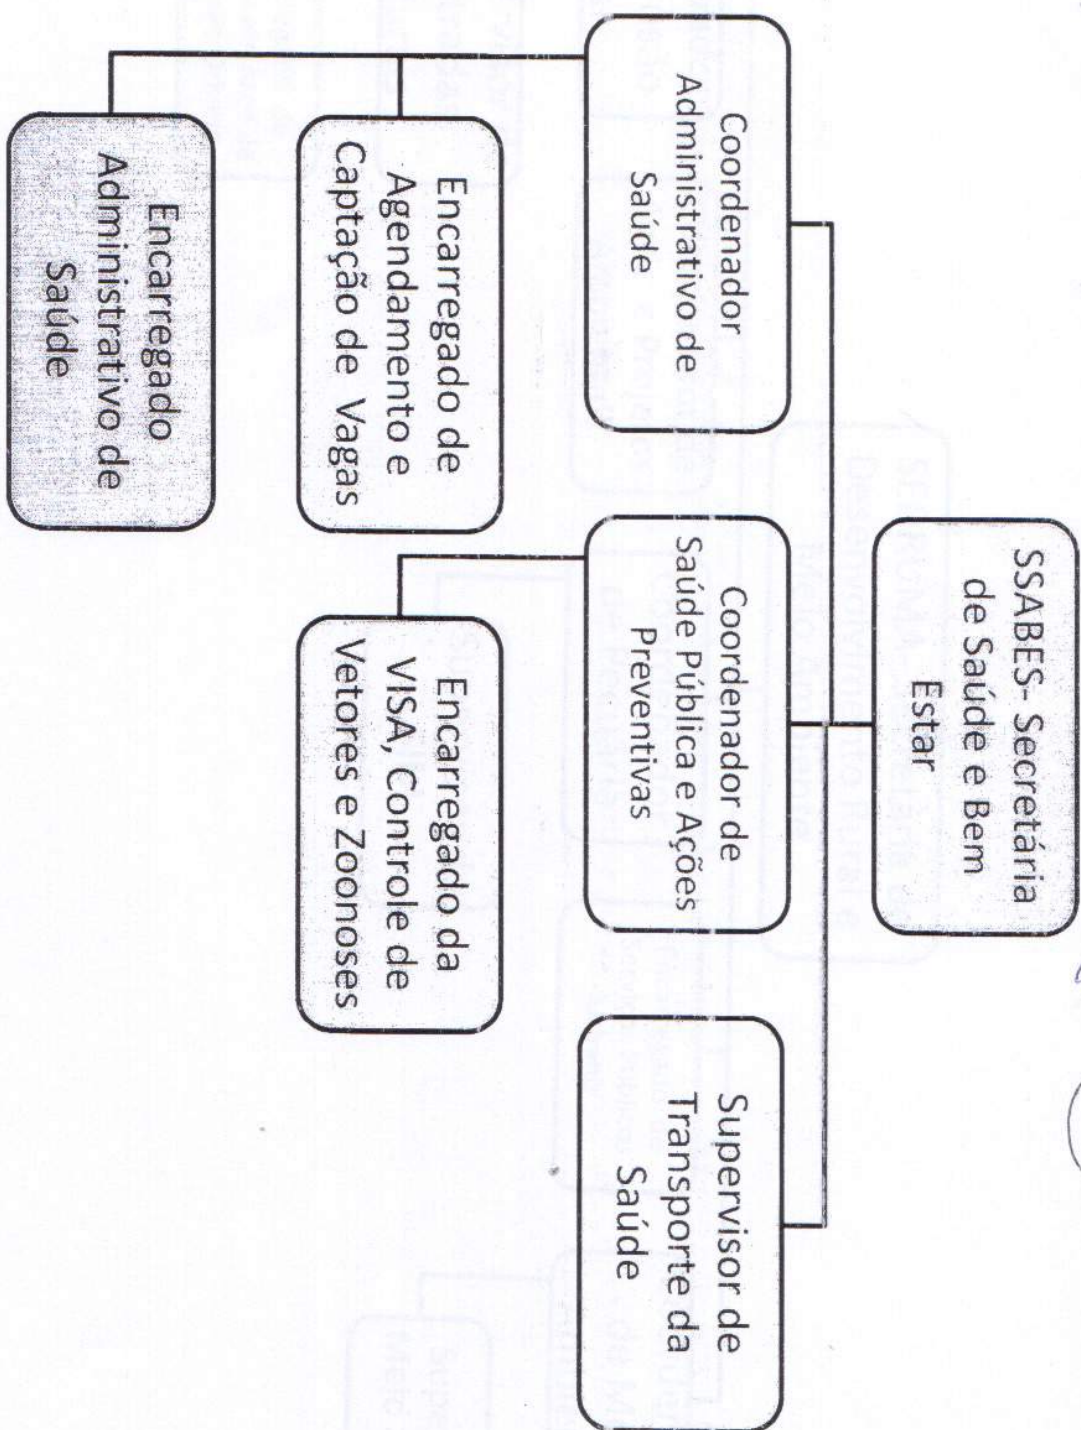 SSABES- Secretária
de Saúde e Bem
Estar
Coordenador
Administrativo de
Saúde
Coordenador de
Saúde Pública e Ações
Preventivas
Supervisor de
Transporte da
Saúde
Encarregado de
Agendamento e
Captação de Vagas
Encarregado da
VISA, Controle de
Vetores e Zoonoses
Encarregado
Administrativo de
Saúde